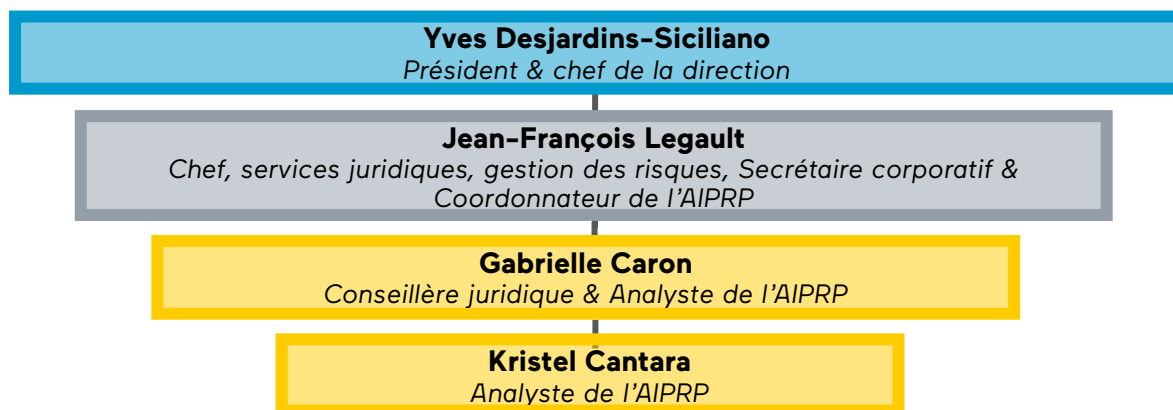 Yves Desjardins-Siciliano
Président & chef de la direction
Jean-François Legault
Chef, services juridiques, gestion des risques, Secrétaire corporatif &
Coordonnateur de l'AIPRP
Gabrielle Caron
Conseillère juridique & Analyste de l'AIPRP
Kristel Cantara
Analyste de l'AIPRP